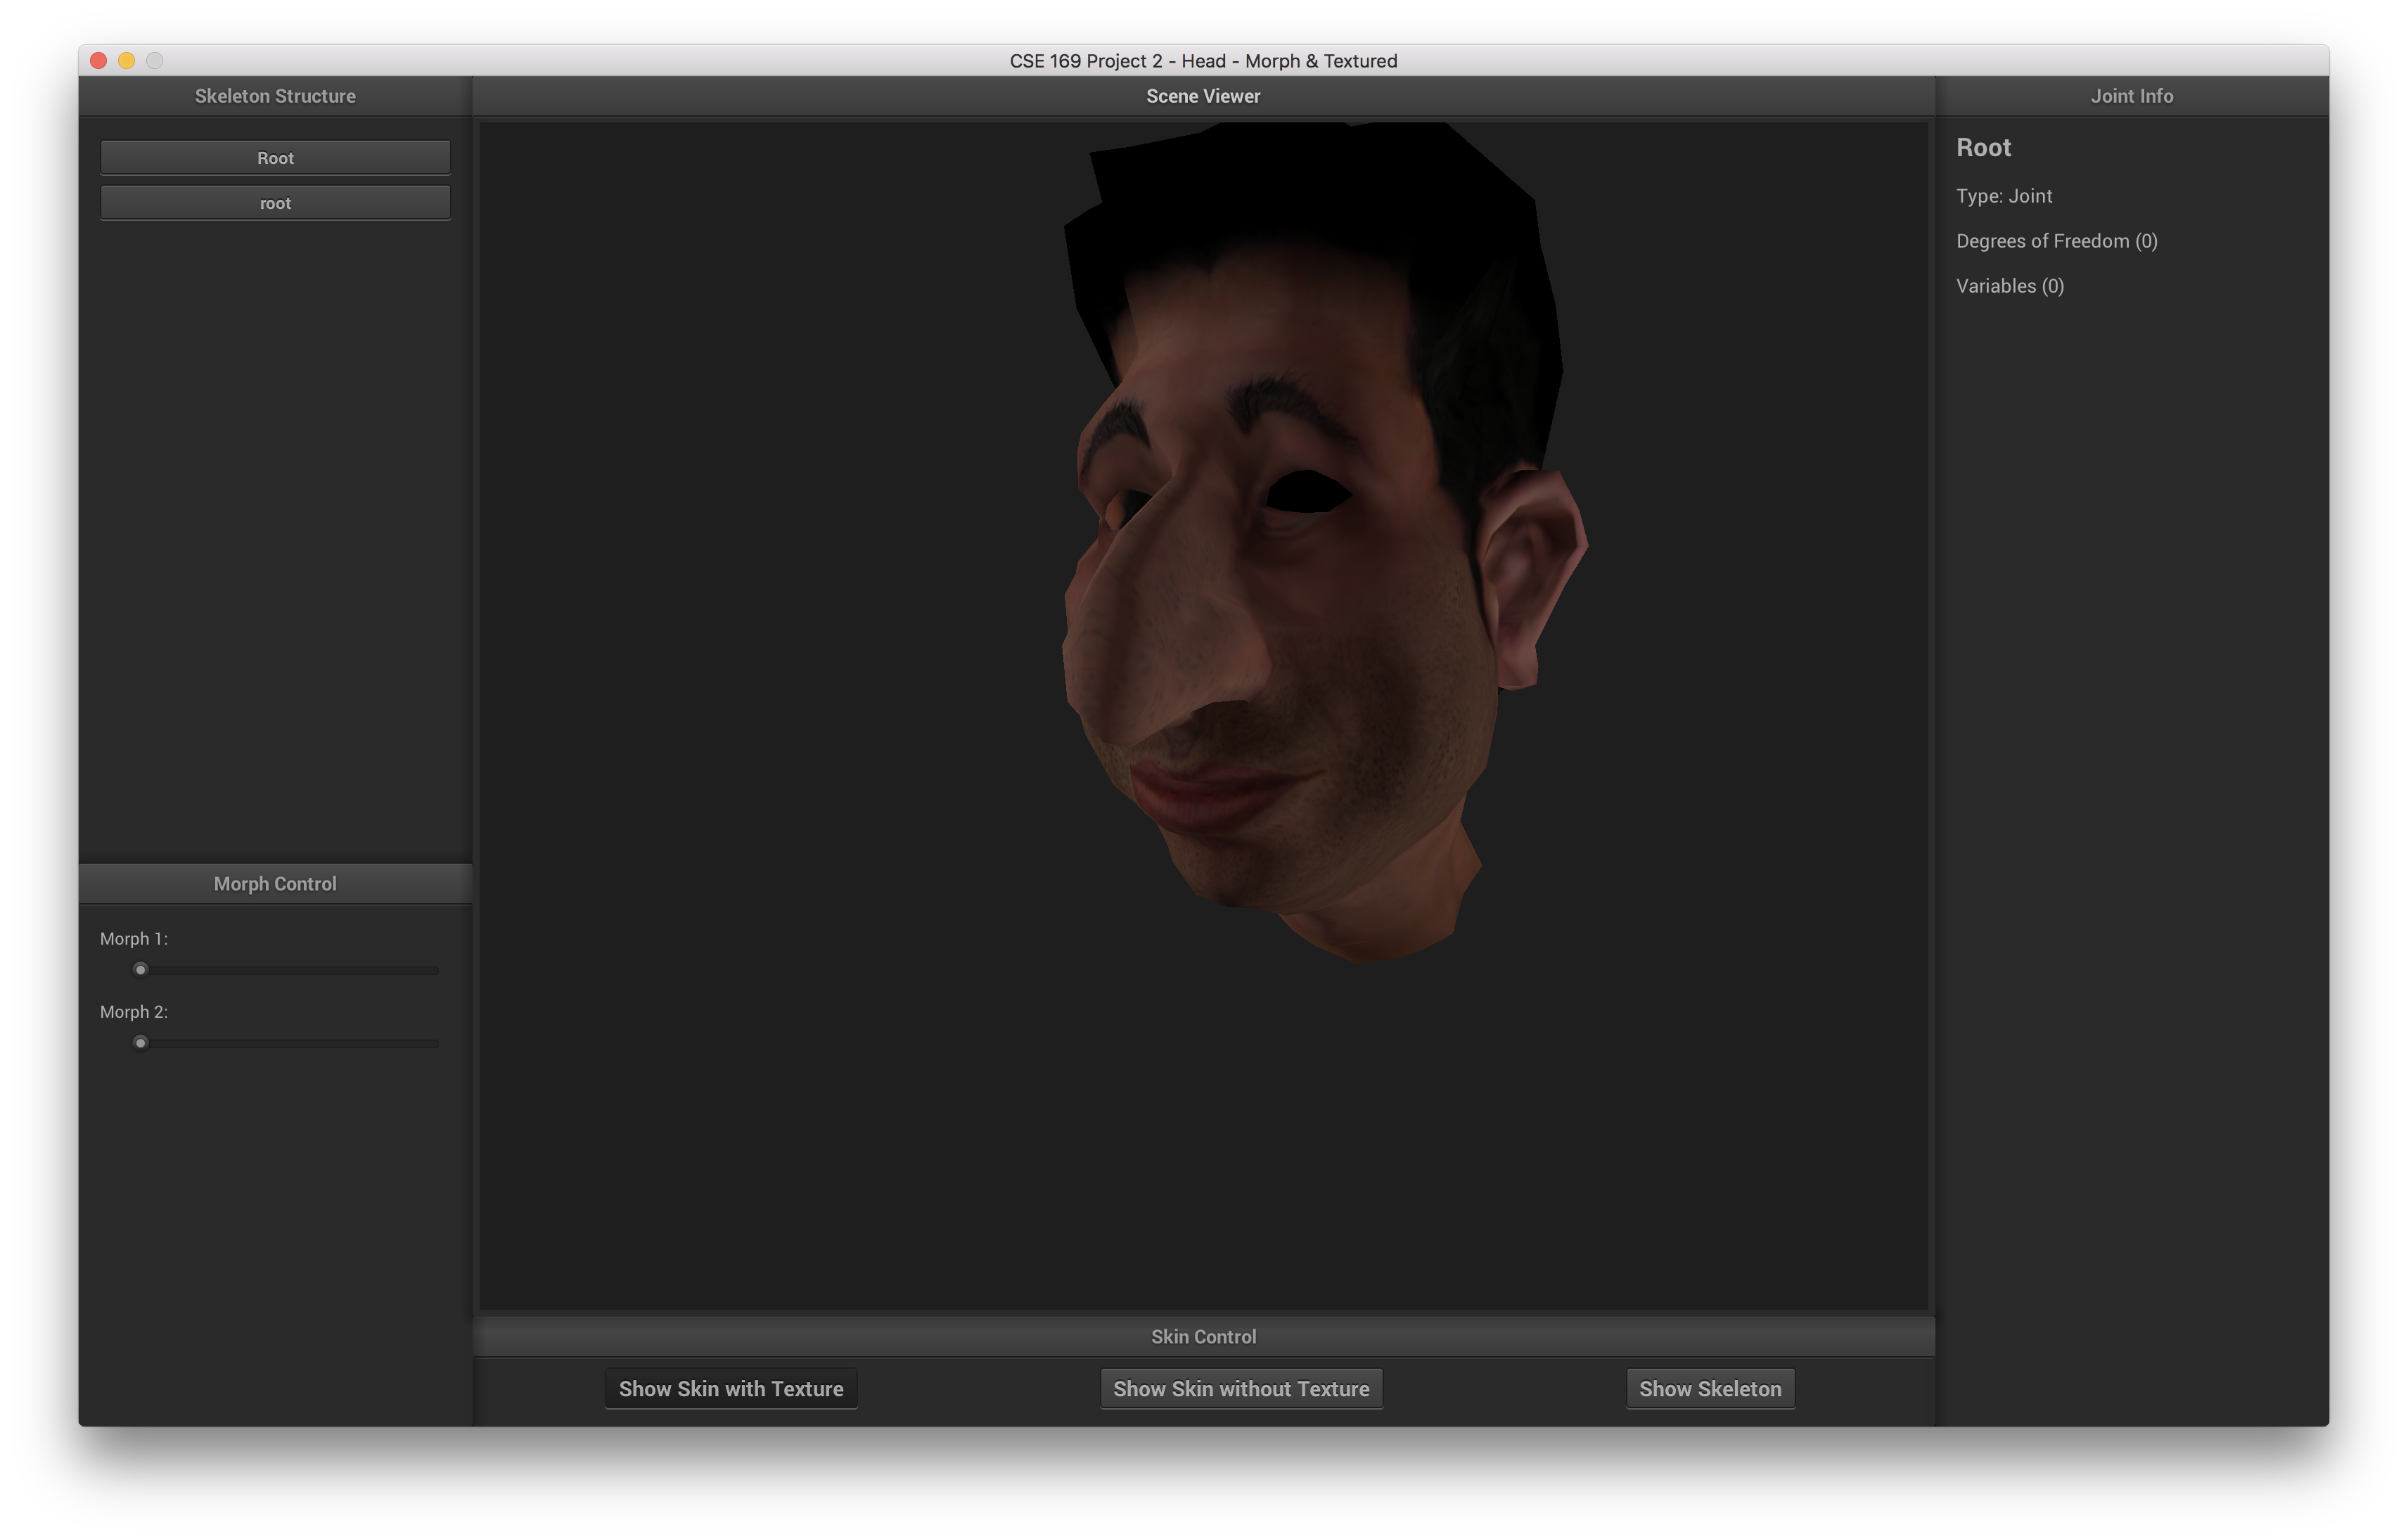 CSE 169 Project 2 - Head - Morph & Textured
Skeleton Structure
Root
root
Morph Control
Morph 1:
Morph 2:
Scene Viewer
Skin Control
Show Skin with Texture
Show Skin without Texture
Show Skeleton
Joint Info
Root
Type: Joint
Degrees of Freedom (0)
Variables (0)